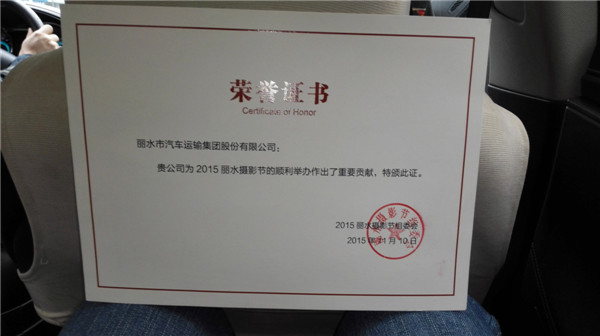 荣誉证书
Certificate of Honor
丽水市汽车运输集团股份有限公司：
贵公司为2015丽水摄影节的顺利举办作出了重要贡献，特颁此证。
2015丽水摄影节组委会
2015年11月10日